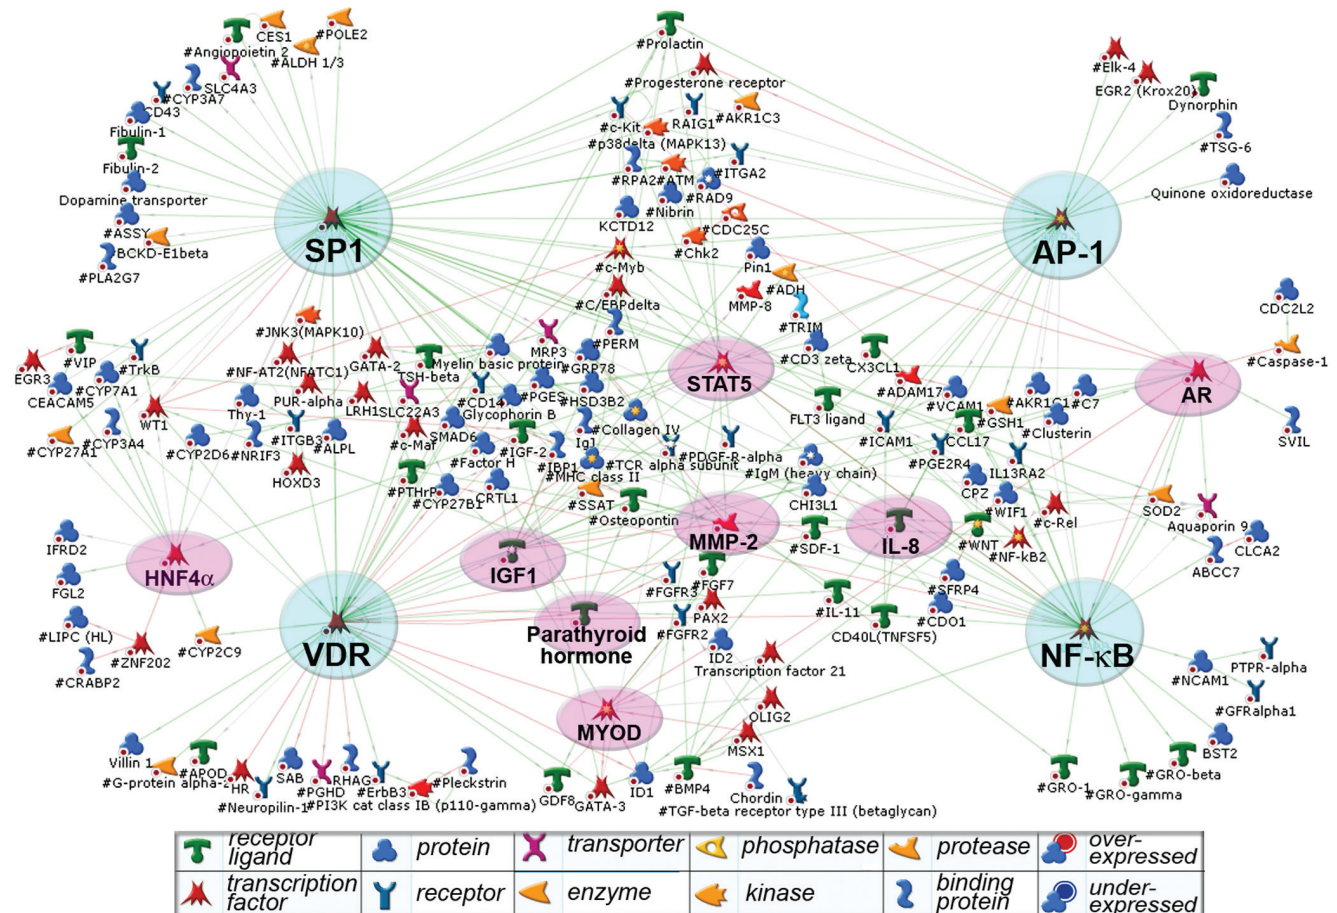 #Prolactin
CES1
#POLE2
#Angiopoietin 2
#ALDH 1/3
SLC4A3
#CYP3A7
CD43
Fibulin-1
Fibulin-2
Dopamine transporter
#ASSY
BCKD-E1beta
#PLA2G7
SP1
#Progesterone receptor
#c-Kit
RAIG1
#AKR1C3
#p38delta (MAPK13)
#RPA2
#ATM
#ITGA2
#RAD9
#Nibrin
KCTD12
#CDC25C
#Chk2
#c-Myb
Pin1
#ADH
#C/EBPdelta
MMP-8
#TRIM
#PERM
#CD3 zeta
#Elk-4
EGR2 (Krox20)
Dynorphin
#TSG-6
Quinone oxidoreductase
AP-1
CDC2L2
#Caspase-1
AR
SVIL
#JNK3(MAPK10)
#VIP
#TrkB
EGR3
CEACAM5
#CYP7A1
#NF-AT2(NFATC1)
GATA-2
TSH-beta
Myelin basic protein
MRP3
#GRP78
STAT5
CX3CL1
#ADAM17
#VCAM1
#AKR1C1
#C7
#GSH1
#Clusterin
PUR-alpha
LRH1
SLC22A3
#CD14
#PGES
#HSD3B2
Glycophorin B
#Collagen IV
FLT3 ligand
#ICAM1
CCL17
WT1
Thy-1
#ITGB3
#c-Maf
SMAD6
#IGF-2
#CYP3A4
#CYP27A1
#CYP2D6
#NRIF3
#ALPL
#Factor H
#IBP1
#TCR alpha subunit
#PDGF-R-alpha
#PGE2R4
IL13RA2
HOXD3
#MHC class II
#IgM (heavy chain)
#PTHrP
#CYP27B1
CRTL1
#SSAT
#Osteopontin
CHI3L1
CPZ
#WIF1
#c-Rel
SOD2
Aquaporin 9
CLCA2
ABCC7
IFRD2
HNF4α
FGL2
IGF1
MMP-2
#SDF-1
IL-8
#WNT
#NF-kB2
#FGF7
#FGFR3
#SFRP4
#LIPC (HL)
#ZNF202
#CYP2C9
#CRABP2
VDR
Parathyroid
hormone
PAX2
#FGFR2
#IL-11
#CDO1
CD40L(TNFSF5)
NF-κB
ID2
Transcription factor 21
#NCAM1
PTPR-alpha
#GFRalpha1
MYOD
OLIG2
MSX1
BST2
Villin 1
#G-protein alpha-2
#APOD
HR
#Neuropilin-1
SAB
#PGHD
RHAG
#ErbB3
#Pleckstrin
#PI3K cat class IB (p110-gamma)
GDF8
GATA-3
ID1
#BMP4
Chordin
#TGF-beta receptor type III (betaglycan)
#GRO-1
#GRO-gamma
#GRO-beta
receptor
ligand
protein
transporter
phosphatase
protease
over-
expressed
transcription
factor
receptor
enzyme
kinase
binding
protein
under-
expressed